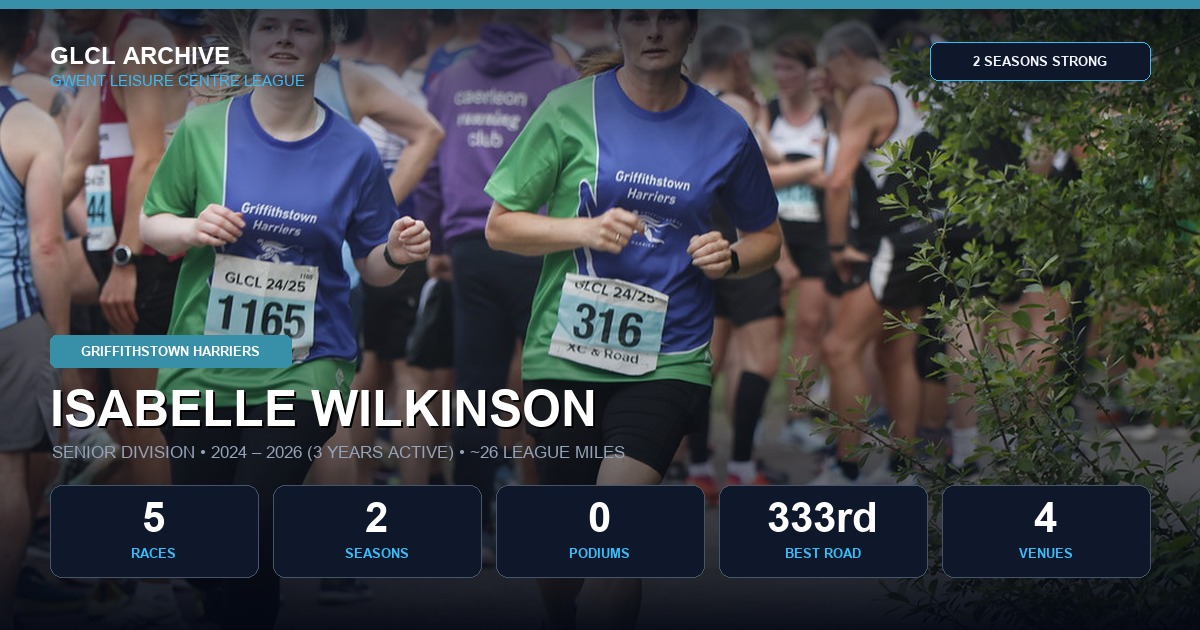 GLCL ARCHIVE
GWENT LEISURE CENTRE LEAGUE
2 SEASONS STRONG
caerleon
running
club
Griffithstown
Harriers
Griffithstown
Harriers
44
GLCL 24/25
1165
GLCL 24/25
316
XC & Road
GRIFFITHSTOWN HARRIERS
ISABELLE WILKINSON
SENIOR DIVISION • 2024 – 2026 (3 YEARS ACTIVE) • ~26 LEAGUE MILES
5
RACES
2
SEASONS
0
PODIUMS
333rd
BEST ROAD
4
VENUES